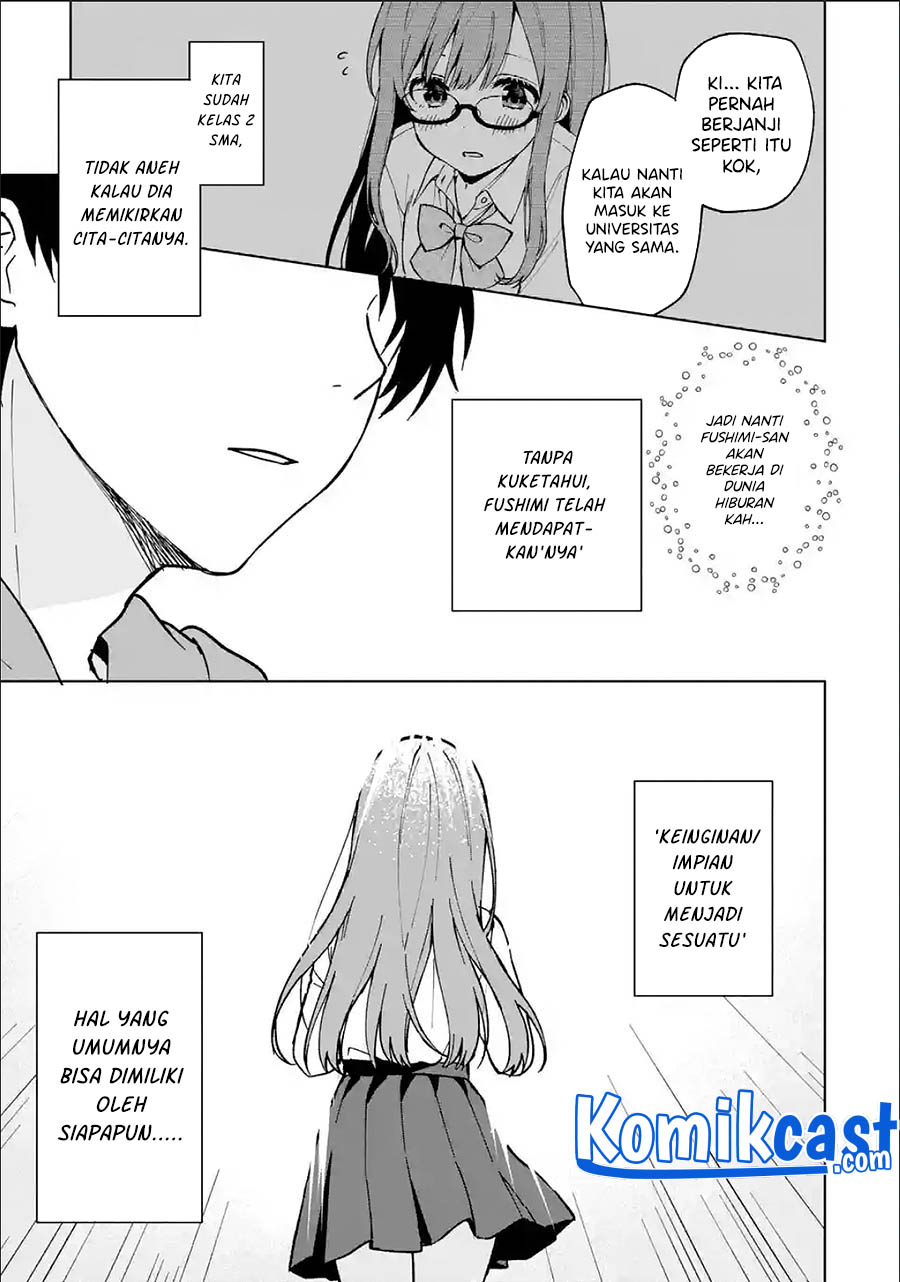 KI... KITA
PERNAH
BERJANJI
SEPERTI ITU
KOK,
KALAU NANTI
KITA AKAN
MASUK KE
UNIVERSITAS
YANG SAMA.
KITA
SUDAH
KELAS 2
SMA,
TIDAK ANEH
KALAU DIA
MEMIKIRKAN
CITA-CITANYA.
JADI NANTI
FUSHIMI-SAN
AKAN
BEKERJA DI
DUNIA
HIBURAN
KAH...
TANPA
KUKETAHUI,
FUSHIMI TELAH
MENDAPAT-
KAN'NYA'
'KEINGINAN/
IMPIAN
UNTUK
MENJADI
SESUATU'
HAL YANG
UMUMNYA
BISA DIMILIKI
OLEH
SIAPAPUN.....
Komikcast
.com